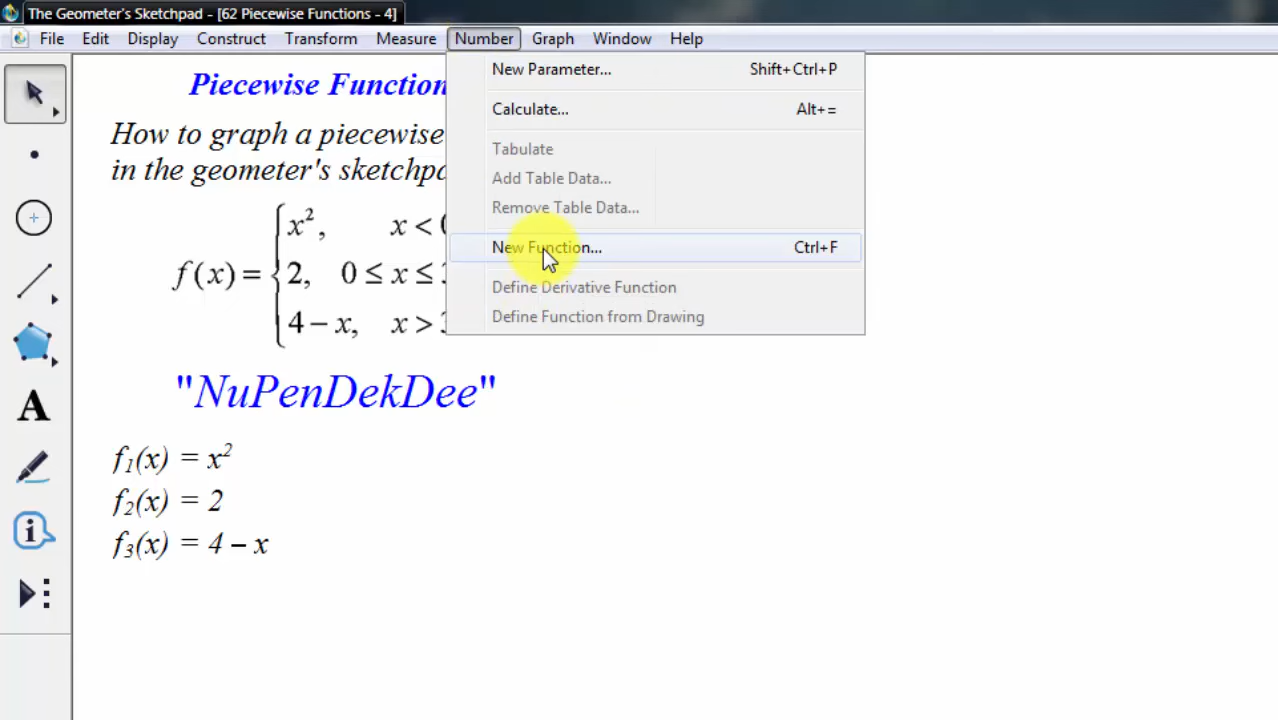 The Geometer's Sketchpad - [62 Piecewise Functions - 4]
File Edit Display Construct Transform Measure Number Graph Window Help
Piecewise Function
New Parameter... Shift+Ctrl+P
Calculate... Alt+=
Tabulate
Add Table Data...
Remove Table Data...
New Function... Ctrl+F
Define Derivative Function
Define Function from Drawing
How to graph a piecewise
in the geometer's
f(x) = { x², x <
2, 0 ≤ x ≤
4 − x, x >
"NuPenDekDee"
f₁(x) = x²
f₂(x) = 2
f₃(x) = 4 − x
A
i